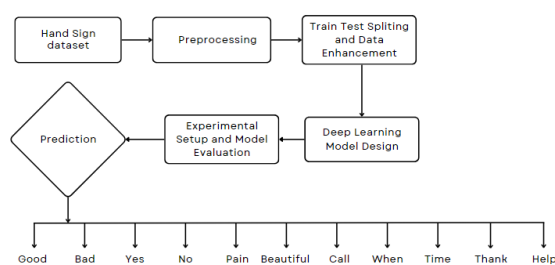 Hand Sign
dataset
Preprocessing
Train Test Spliting
and Data
Enhancement
Prediction
Experimental
Setup and Model
Evaluation
Deep Learning
Model Design
Good Bad Yes No Pain Beautiful Call When Time Thank Help